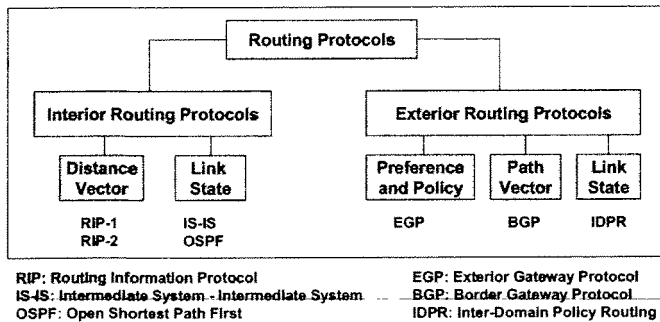 Routing Protocols
Interior Routing Protocols
Exterior Routing Protocols
Distance Vector
Link State
Preference and Policy
Path Vector
Link State
RIP-1
RIP-2
IS-IS
OSPF
EGP
BGP
IDPR
RIP: Routing Information Protocol
IS-IS: Intermediate System - Intermediate System
OSPF: Open Shortest Path First
EGP: Exterior Gateway Protocol
BGP: Border Gateway Protocol
IDPR: Inter-Domain Policy Routing